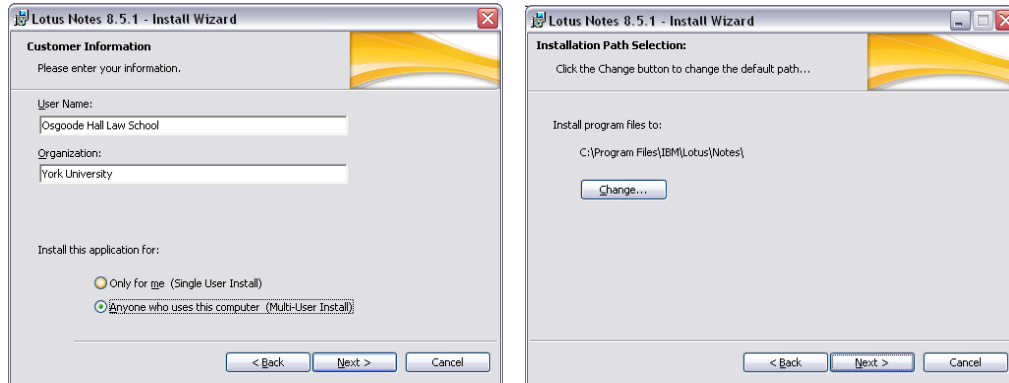 Lotus Notes 8.5.1 - Install Wizard
Customer Information
Please enter your information.
User Name:
Osgoode Hall Law School
Organization:
York University
Install this application for:
Only for me (Single User Install)
Anyone who uses this computer (Multi-User Install)
< Back
Next >
Cancel
Lotus Notes 8.5.1 - Install Wizard
Installation Path Selection:
Click the Change button to change the default path...
Install program files to:
C:\Program Files\IBM\Lotus\Notes\
Change...
< Back
Next >
Cancel